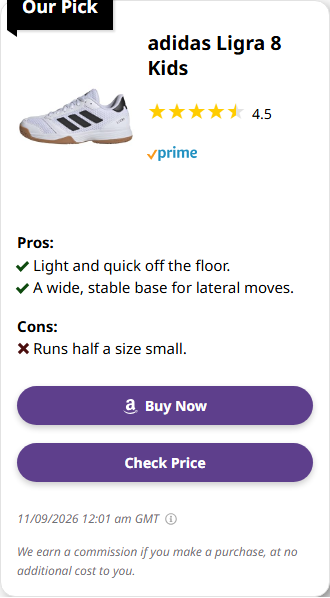 Our Pick
adidas Ligra 8
Kids
4.5
prime
Pros:
Light and quick off the floor.
A wide, stable base for lateral moves.
Cons:
Runs half a size small.
Buy Now
Check Price
11/09/2026 12:01 am GMT
We earn a commission if you make a purchase, at no
additional cost to you.